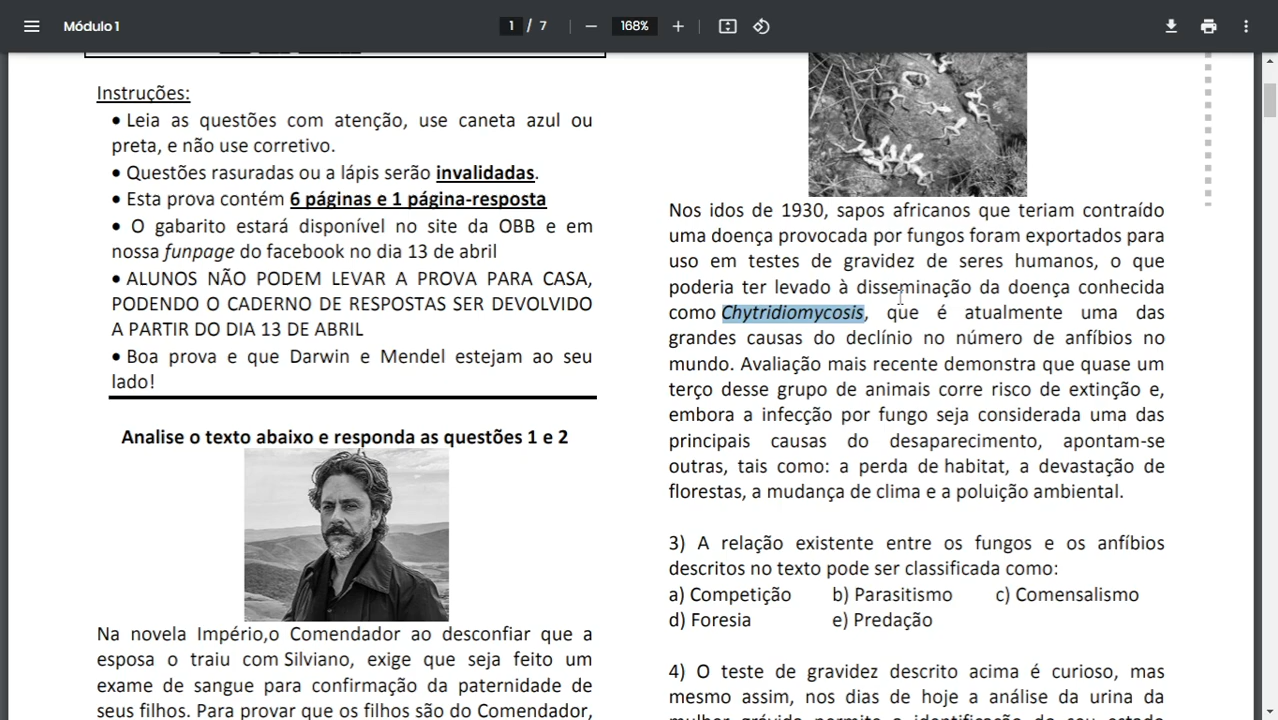 Módulo 1
1 / 7
168%
Instruções:
• Leia as questões com atenção, use caneta azul ou
preta, e não use corretivo.
• Questões rasuradas ou a lápis serão invalidadas.
• Esta prova contém 6 páginas e 1 página-resposta
• O gabarito estará disponível no site da OBB e em
nossa funpage do facebook no dia 13 de abril
• ALUNOS NÃO PODEM LEVAR A PROVA PARA CASA,
PODENDO O CADERNO DE RESPOSTAS SER DEVOLVIDO
A PARTIR DO DIA 13 DE ABRIL
• Boa prova e que Darwin e Mendel estejam ao seu
lado!
Analise o texto abaixo e responda as questões 1 e 2
Na novela Império,o Comendador ao desconfiar que a
esposa o traiu com Silviano, exige que seja feito um
exame de sangue para confirmação da paternidade de
seus filhos. Para provar que os filhos são do Comendador,
Nos idos de 1930, sapos africanos que teriam contraído
uma doença provocada por fungos foram exportados para
uso em testes de gravidez de seres humanos, o que
poderia ter levado à disseminação da doença conhecida
como Chytridiomycosis, que é atualmente uma das
grandes causas do declínio no número de anfíbios no
mundo. Avaliação mais recente demonstra que quase um
terço desse grupo de animais corre risco de extinção e,
embora a infecção por fungo seja considerada uma das
principais causas do desaparecimento, apontam-se
outras, tais como: a perda de habitat, a devastação de
florestas, a mudança de clima e a poluição ambiental.
3) A relação existente entre os fungos e os anfíbios
descritos no texto pode ser classificada como:
a) Competição b) Parasitismo c) Comensalismo
d) Foresia e) Predação
4) O teste de gravidez descrito acima é curioso, mas
mesmo assim, nos dias de hoje a análise da urina da
mulher grávida permite a identificação do seu estado